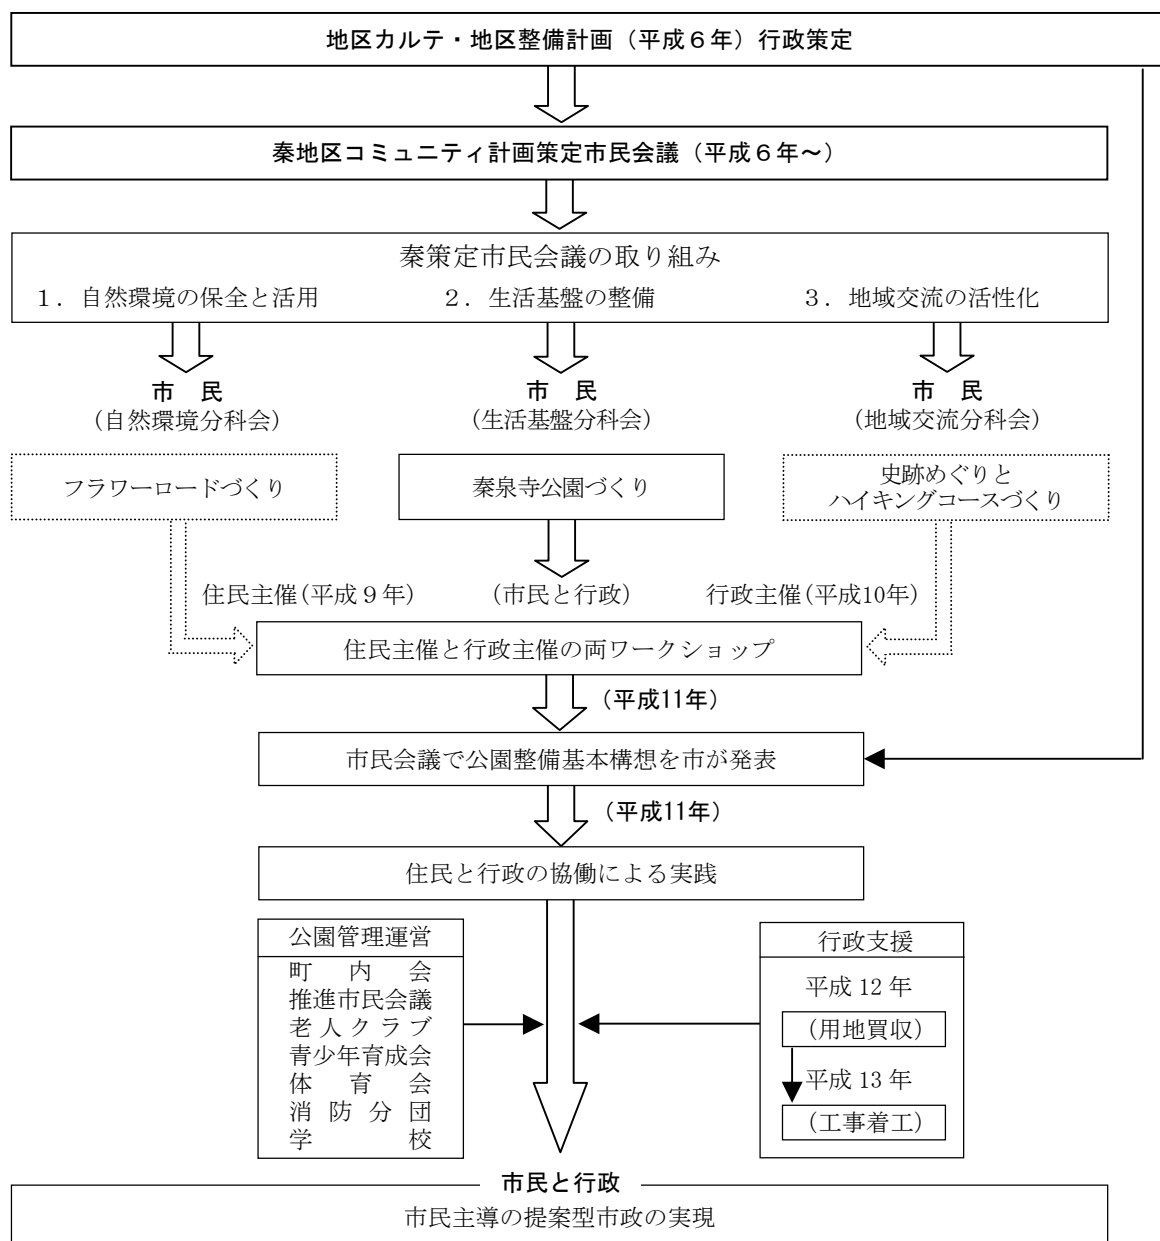 地区カルテ・地区整備計画（平成６年）行政策定
秦地区コミュニティ計画策定市民会議（平成６年～）
秦策定市民会議の取り組み
１．自然環境の保全と活用　２．生活基盤の整備　３．地域交流の活性化
市　民　市　民　市　民
（自然環境分科会）　（生活基盤分科会）　（地域交流分科会）
フラワーロードづくり
秦泉寺公園づくり
史跡めぐりと
ハイキングコースづくり
住民主催（平成９年）　（市民と行政）　行政主催（平成10年）
住民主催と行政主催の両ワークショップ
（平成11年）
市民会議で公園整備基本構想を市が発表
（平成11年）
住民と行政の協働による実践
公園管理運営
町内会
推進市民会議
老人クラブ
青少年育成会
体育会
消防分団
学校
行政支援
平成 12 年
（用地買収）
平成 13 年
（工事着工）
市民と行政
市民主導の提案型市政の実現